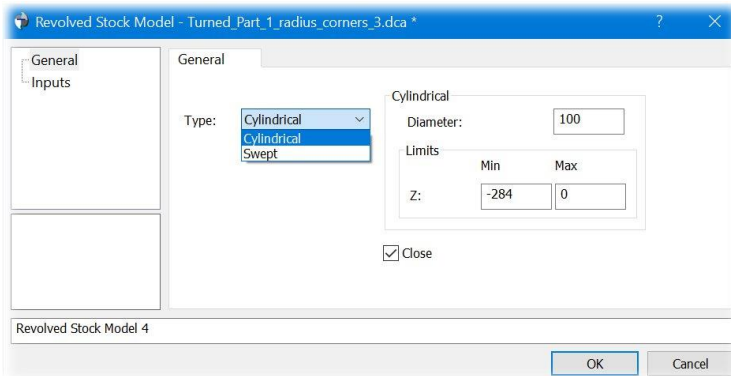 Revolved Stock Model - Turned_Part_1_radius_corners_3.dca * ?
General
Inputs
General
Type: Cylindrical
Cylindrical
Swept
Cylindrical
Diameter: 100
Limits
Min Max
Z: -284 0
Close
Revolved Stock Model 4
OK Cancel